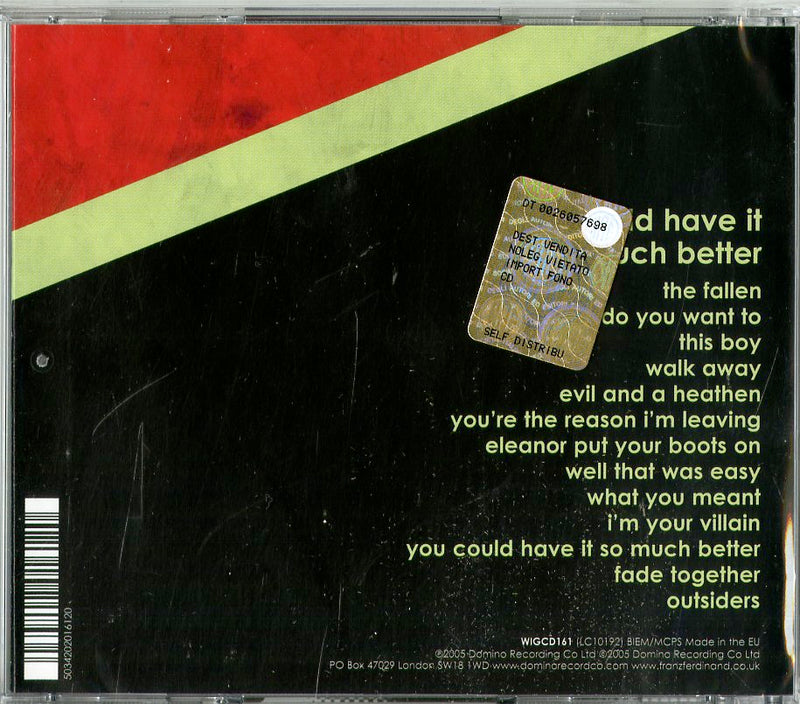 DT 0026057698
DEST.VENDITA
NOLEG.VIETATO
IMPORT FONO
CD
SELF DISTRIBU
d have it
uch better
the fallen
do you want to
this boy
walk away
evil and a heathen
you're the reason i'm leaving
eleanor put your boots on
well that was easy
what you meant
i'm your villain
you could have it so much better
fade together
outsiders
5034202016120
WIGCD161 (LC10192) BIEM/MCPS Made in the EU
℗2005 Domino Recording Co Ltd ©2005 Domino Recording Co Ltd
PO Box 47029 London SW18 1WD www.dominorecordco.com www.franzferdinand.co.uk